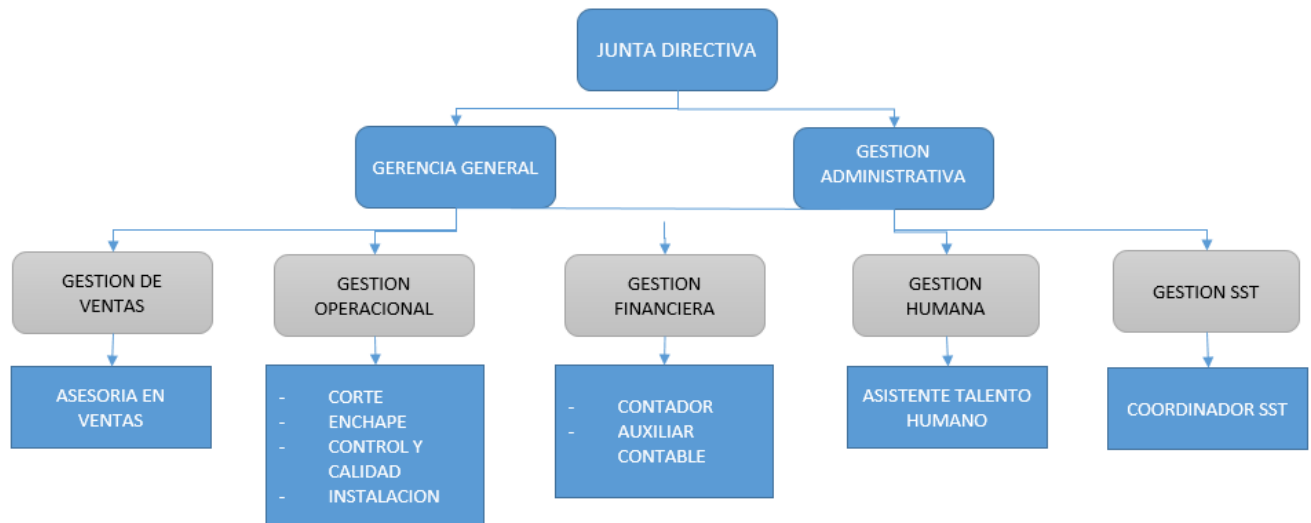 JUNTA DIRECTIVA
GERENCIA GENERAL
GESTION
ADMINISTRATIVA
GESTION DE
VENTAS
GESTION
OPERACIONAL
GESTION
FINANCIERA
GESTION
HUMANA
GESTION SST
ASESORIA EN
VENTAS
- CORTE
- ENCHAPE
- CONTROL Y
CALIDAD
- INSTALACION
- CONTADOR
- AUXILIAR
CONTABLE
ASISTENTE TALENTO
HUMANO
COORDINADOR SST